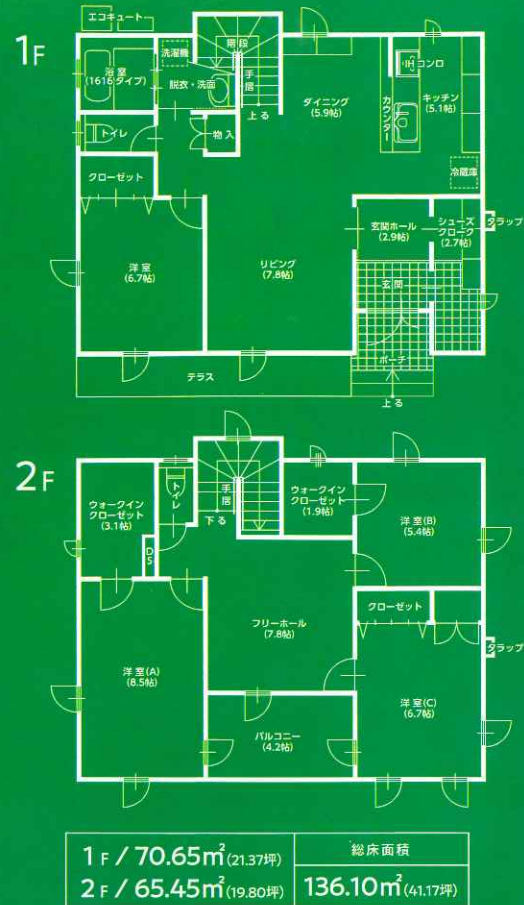 1F
エコキュート
浴室
(1616タイプ)
洗濯機
脱衣・洗面
階段
手摺
上る
ダイニング
(5.9帖)
カウンター
IHコンロ
キッチン
(5.1帖)
冷蔵庫
トイレ
物入
クローゼット
洋室
(6.7帖)
リビング
(7.8帖)
玄関ホール
(2.9帖)
シューズ
クローク
(2.7帖)
タラップ
玄関
ポーチ
上る
テラス
2F
ウォークイン
クローゼット
(3.1帖)
トイレ
手摺
下る
ウォークイン
クローゼット
(1.9帖)
洋室(B)
(5.4帖)
DS
フリーホール
(7.8帖)
クローゼット
タラップ
洋室(A)
(8.5帖)
洋室(C)
(6.7帖)
バルコニー
(4.2帖)
1F / 70.65m²(21.37坪)
2F / 65.45m²(19.80坪)
総床面積
136.10m²(41.17坪)